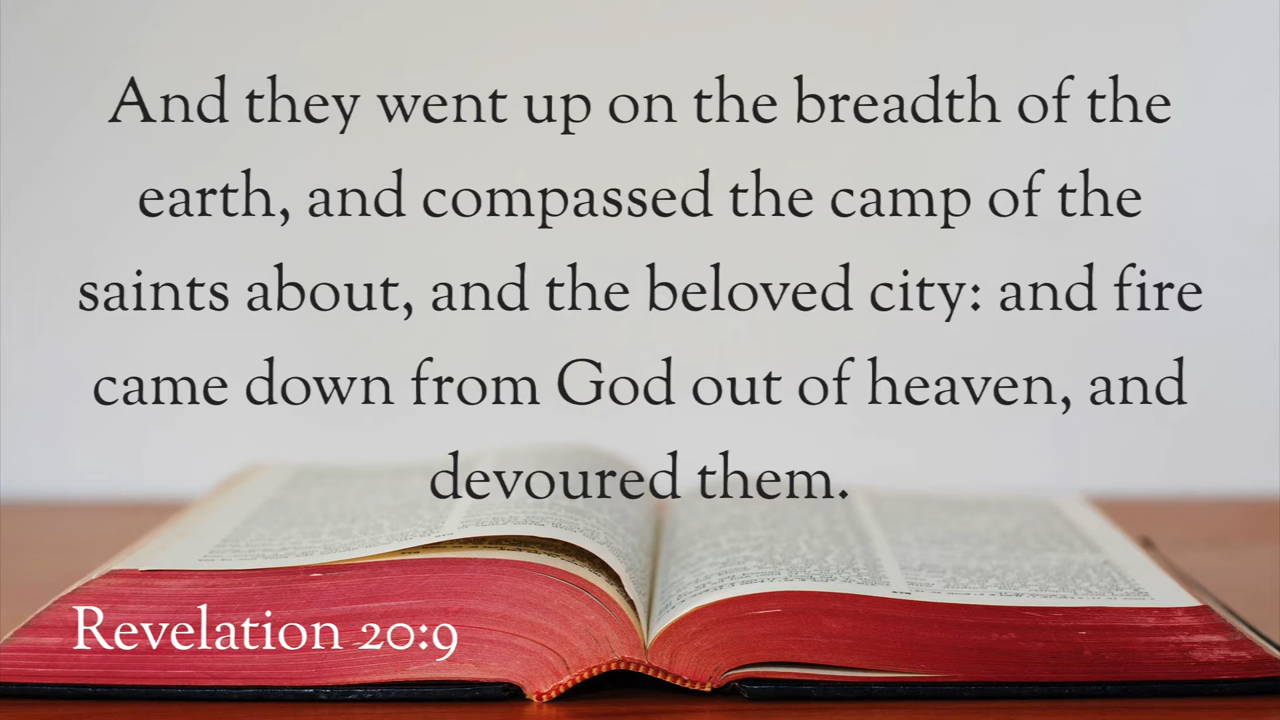 And they went up on the breadth of the
earth, and compassed the camp of the
saints about, and the beloved city: and fire
came down from God out of heaven, and
devoured them.
Revelation 20:9